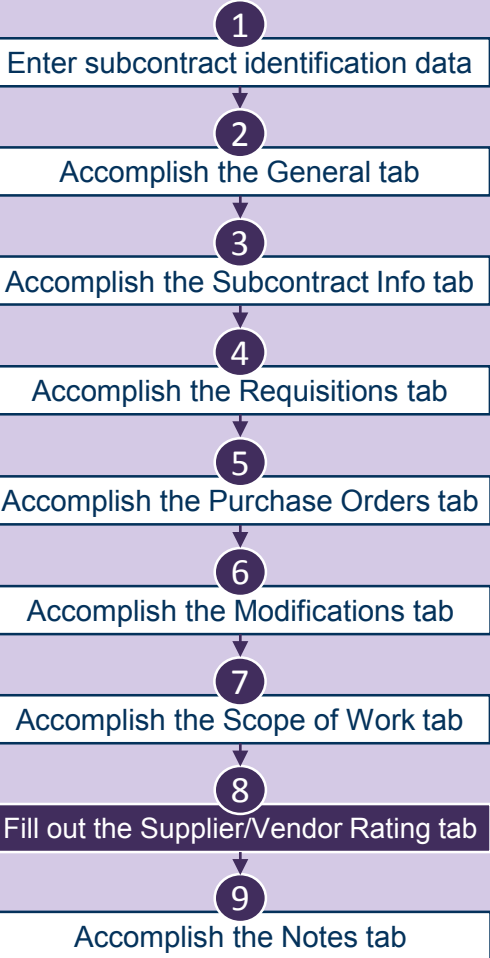 1
Enter subcontract identification data
2
Accomplish the General tab
3
Accomplish the Subcontract Info tab
4
Accomplish the Requisitions tab
5
Accomplish the Purchase Orders tab
6
Accomplish the Modifications tab
7
Accomplish the Scope of Work tab
8
Fill out the Supplier/Vendor Rating tab
9
Accomplish the Notes tab